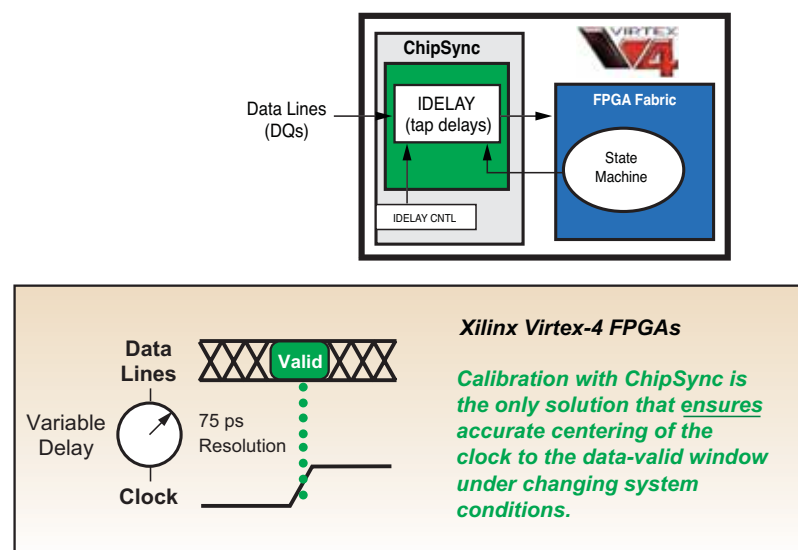 ChipSync
VIRTEX
4
IDELAY
(tap delays)
Data Lines
(DQs)
FPGA Fabric
State
Machine
IDELAY CNTL
Data
Lines
Valid
Variable
Delay
75 ps
Resolution
Clock
Xilinx Virtex-4 FPGAs
Calibration with ChipSync is
the only solution that ensures
accurate centering of the
clock to the data-valid window
under changing system
conditions.